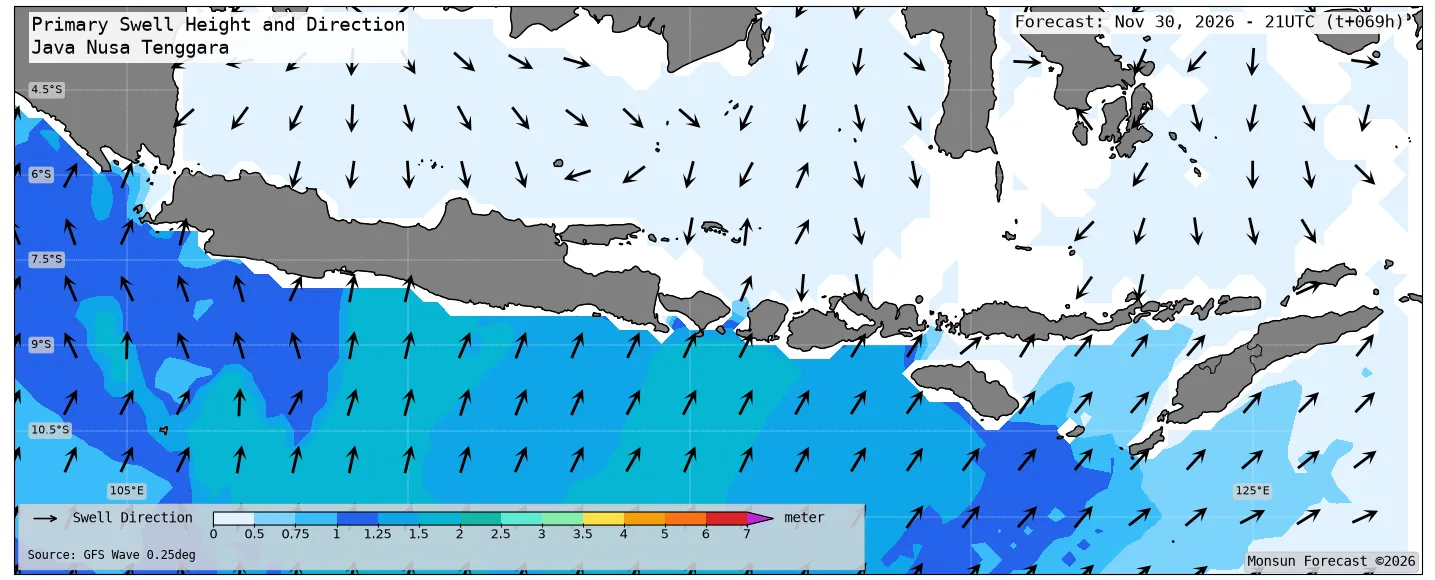 Primary Swell Height and Direction
Java Nusa Tenggara
Forecast: Nov 30, 2026 - 21UTC (t+069h)
4.5°S
6°S
7.5°S
9°S
10.5°S
105°E
125°E
Swell Direction
0 0.5 0.75 1 1.25 1.5 2 2.5 3 3.5 4 5 6 7
meter
Source: GFS Wave 0.25deg
Monsun Forecast ©2026